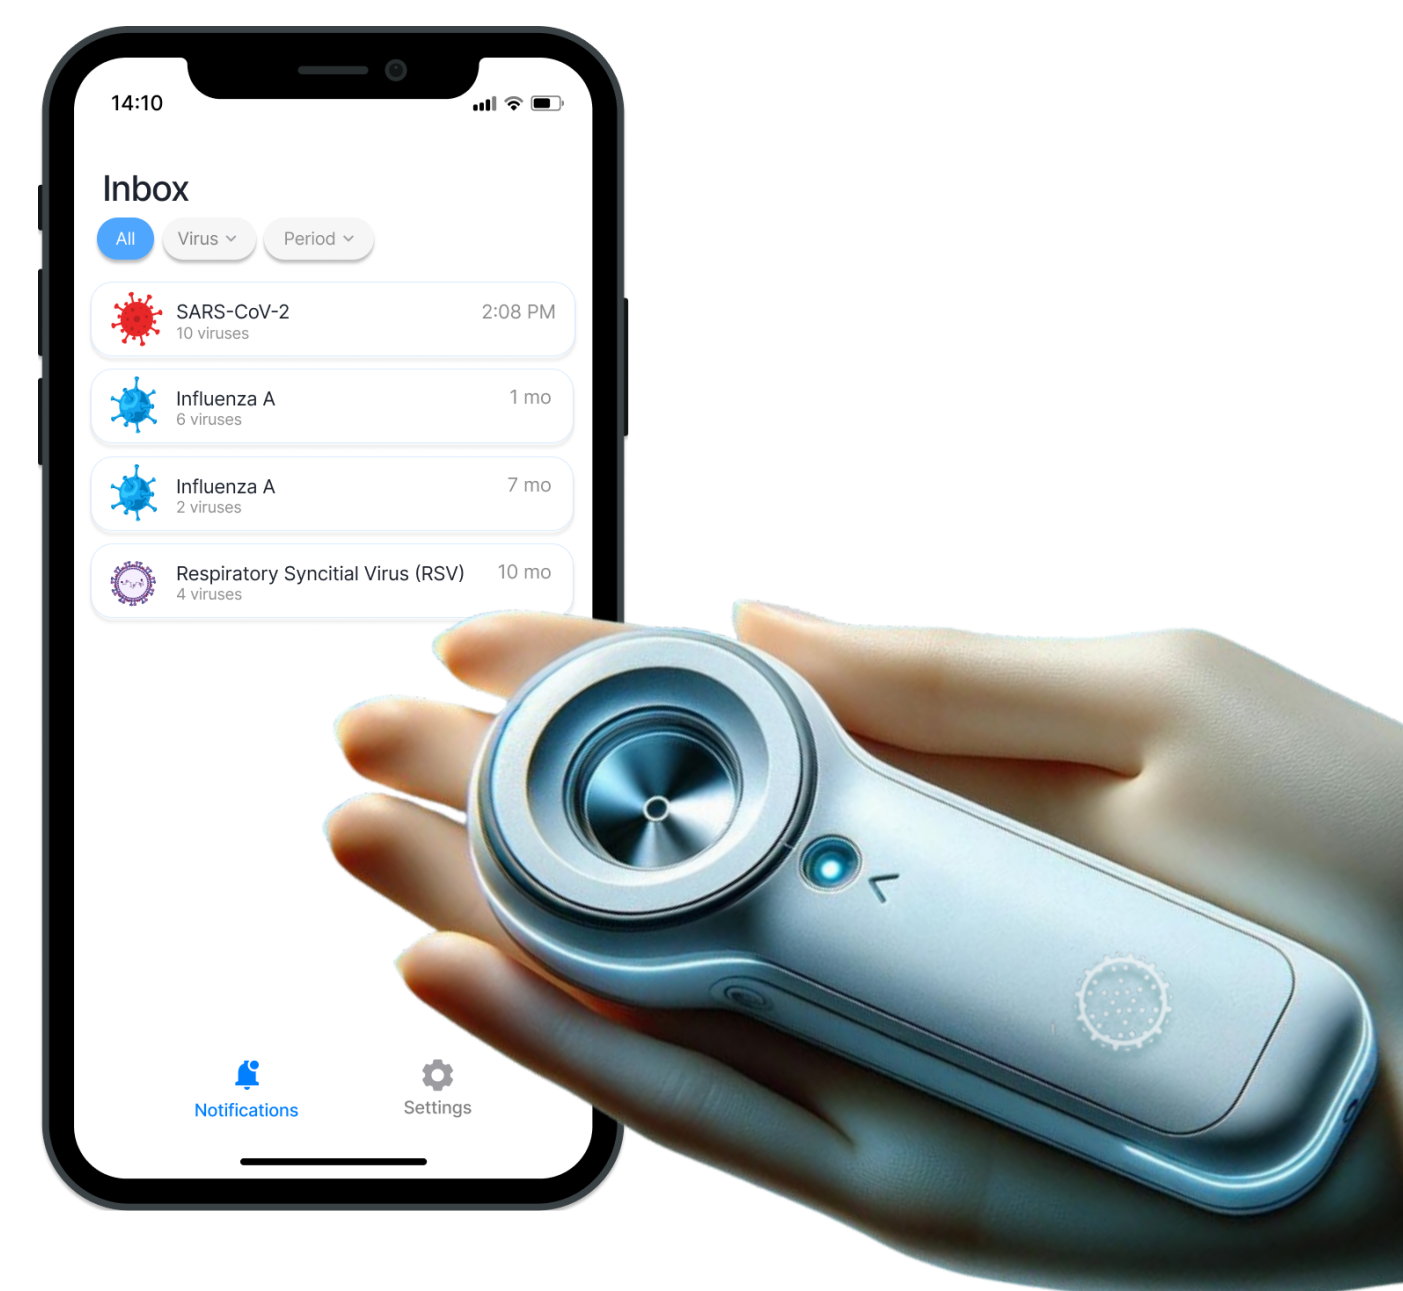 14:10
Inbox
All Virus Period
SARS-CoV-2 2:08 PM
10 viruses
Influenza A 1 mo
6 viruses
Influenza A 7 mo
2 viruses
Respiratory Syncitial Virus (RSV) 10 mo
4 viruses
Notifications Settings